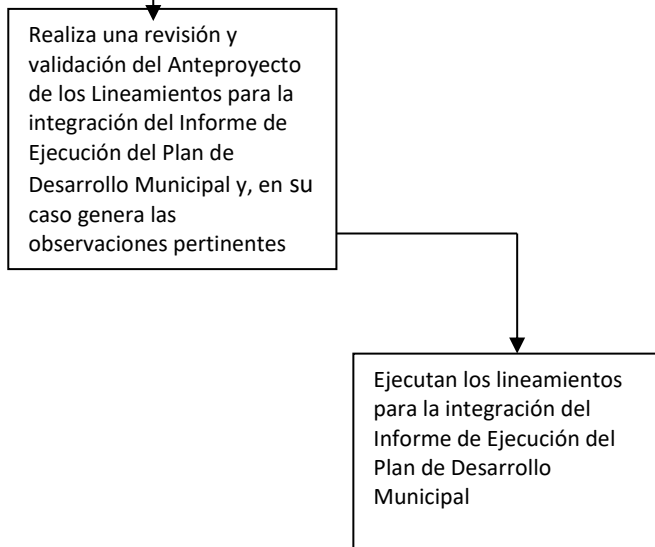 Realiza una revisión y
validación del Anteproyecto
de los Lineamientos para la
integración del Informe de
Ejecución del Plan de
Desarrollo Municipal y, en su
caso genera las
observaciones pertinentes
Ejecutan los lineamientos
para la integración del
Informe de Ejecución del
Plan de Desarrollo
Municipal